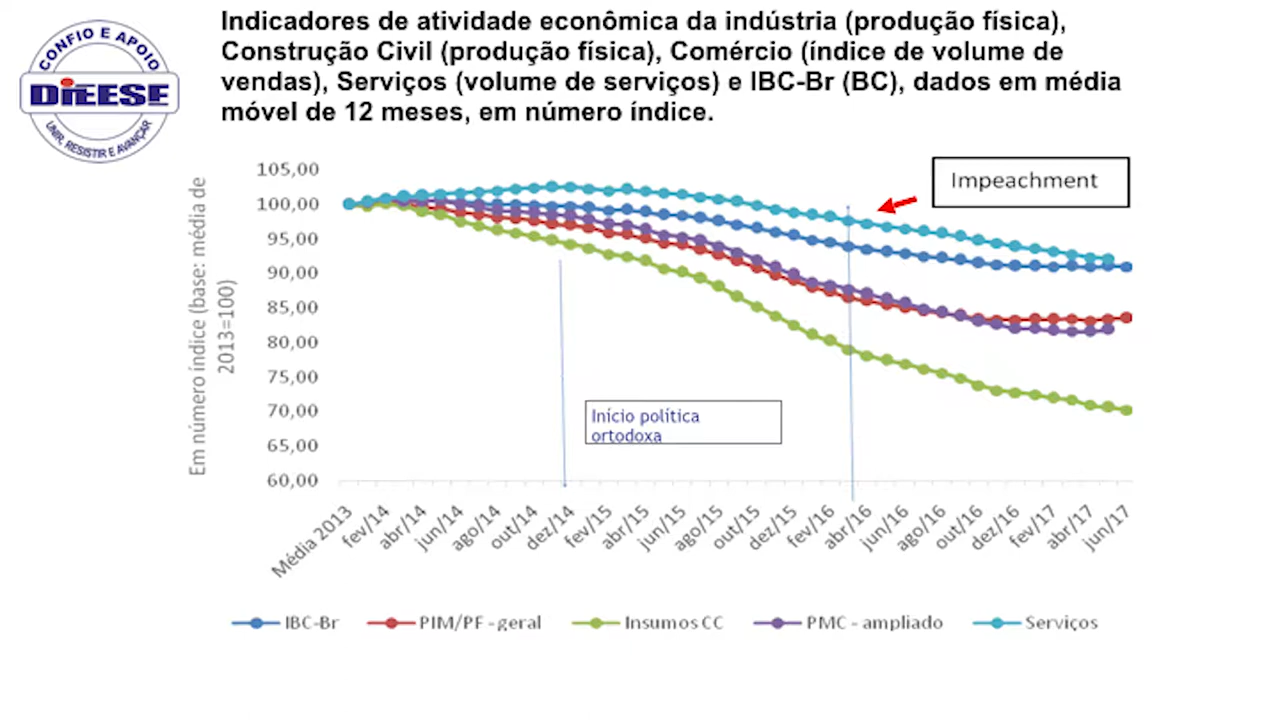 Indicadores de atividade econômica da indústria (produção física),
Construção Civil (produção física), Comércio (índice de volume de
vendas), Serviços (volume de serviços) e IBC-Br (BC), dados em média
móvel de 12 meses, em número índice.
CONFIO E APOIO
DIEESE
UNIR, RESISTIR E AVANÇAR
Em número índice (base: média de
2013=100)
105,00
100,00
95,00
90,00
85,00
80,00
75,00
70,00
65,00
60,00
Impeachment
Início política
ortodoxa
Média 2013
fev/14
abr/14
jun/14
ago/14
out/14
dez/14
fev/15
abr/15
jun/15
ago/15
out/15
dez/15
fev/16
abr/16
jun/16
ago/16
out/16
dez/16
fev/17
abr/17
jun/17
IBC-Br
PIM/PF - geral
Insumos CC
PMC - ampliado
Serviços